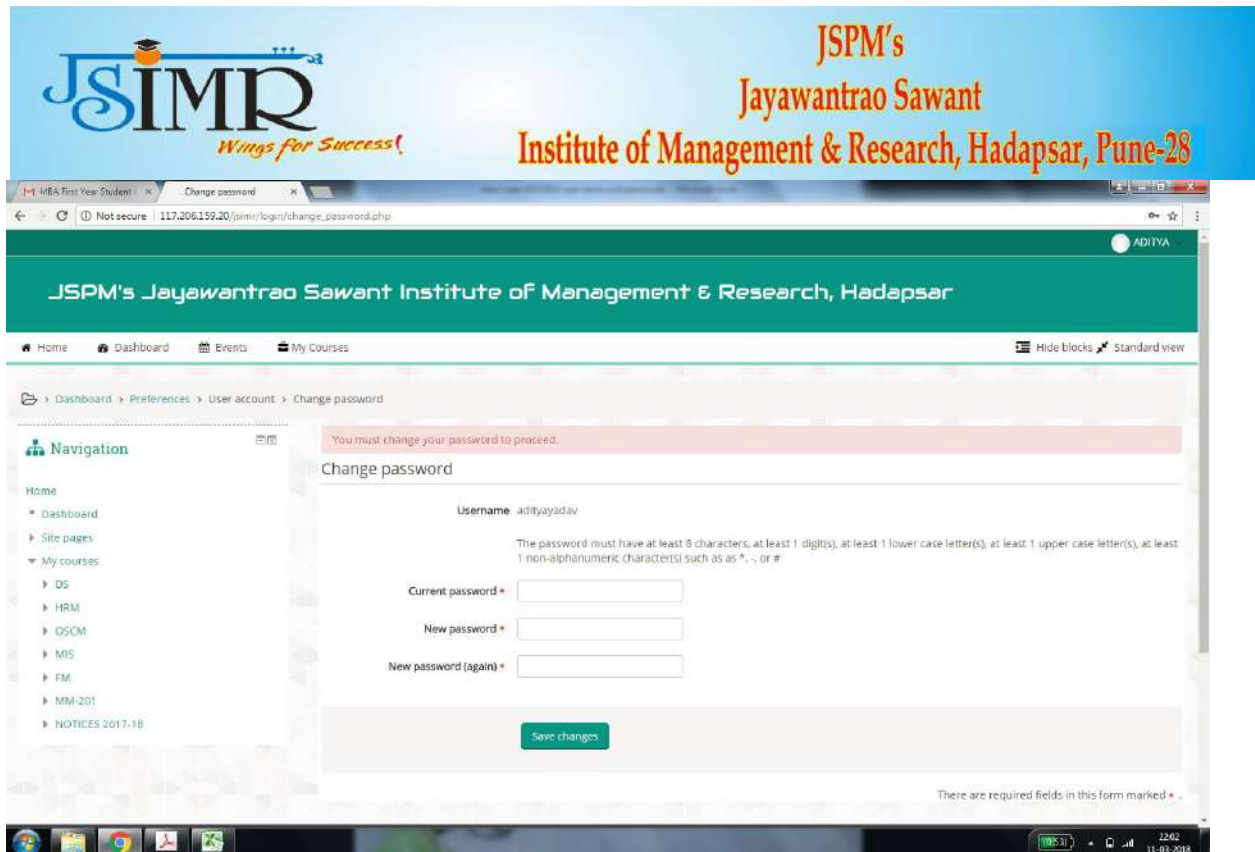 JSIMR
Wings for Success!
JSPM's
Jayawantrao Sawant
Institute of Management & Research, Hadapsar, Pune-28
MBA First Year Student
Change password
Not secure | 117.206.159.20/jsimr/login/change_password.php
ADITYA
JSPM's Jayawantrao Sawant Institute of Management & Research, Hadapsar
Home Dashboard Events My Courses Hide blocks Standard view
> Dashboard > Preferences > User account > Change password
Navigation
Home
Dashboard
Site pages
My courses
DS
HRM
OSCM
MIS
FM
MM-201
NOTICES 2017-18
You must change your password to proceed.
Change password
Username adityayadav
The password must have at least 8 characters, at least 1 digit(s), at least 1 lower case letter(s), at least 1 upper case letter(s), at least
1 non-alphanumeric character(s) such as as *, -, or #
Current password *
New password *
New password (again) *
Save changes
There are required fields in this form marked * .
(0:53)
22:02
11-03-2018